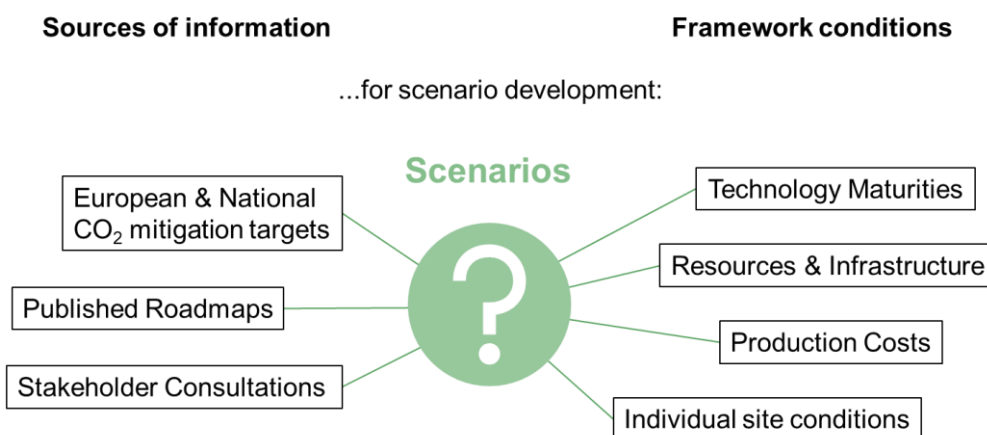 Sources of information
Framework conditions
...for scenario development:
Scenarios
European & National
CO₂ mitigation targets
Published Roadmaps
Stakeholder Consultations
?
Technology Maturities
Resources & Infrastructure
Production Costs
Individual site conditions